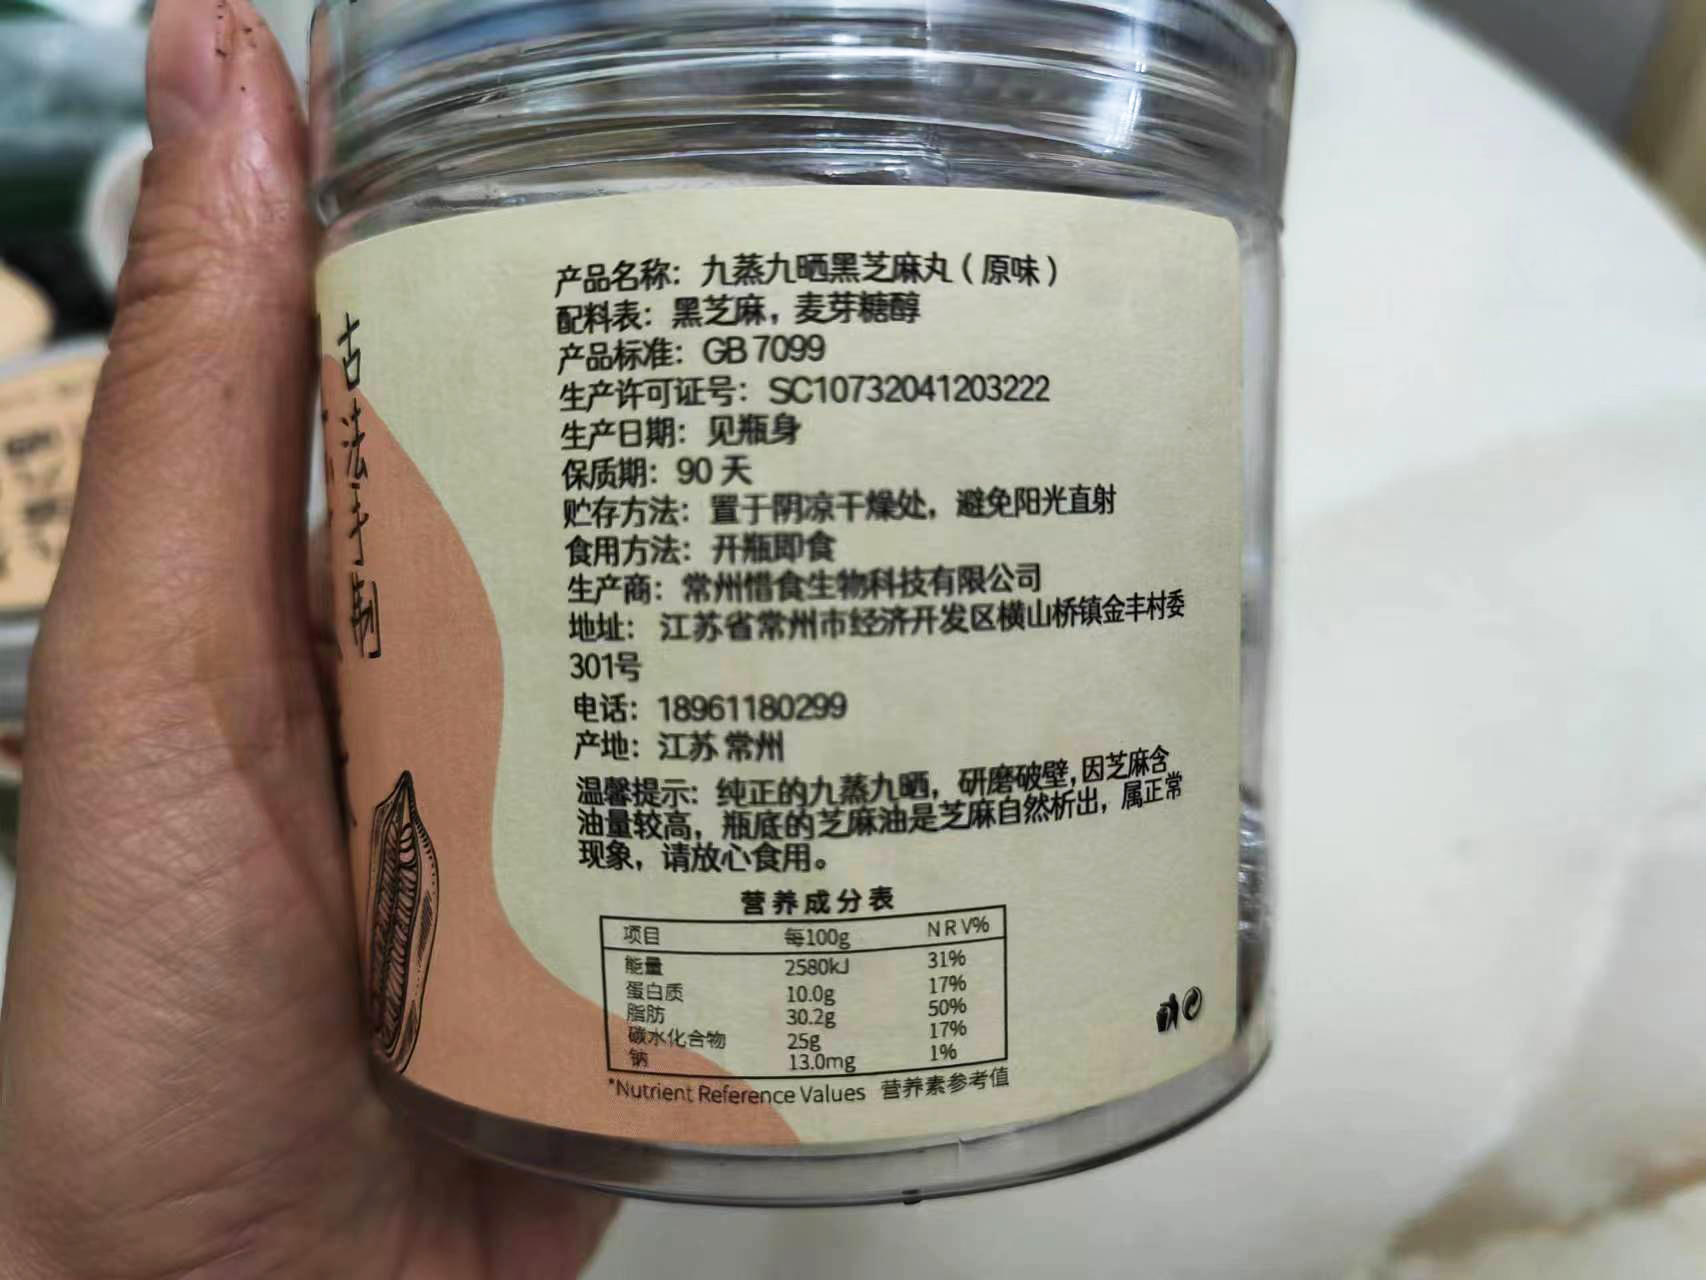 古法手制
产品名称：九蒸九晒黑芝麻丸（原味）
配料表：黑芝麻，麦芽糖醇
产品标准：GB 7099
生产许可证号：SC10732041203222
生产日期：见瓶身
保质期：90 天
贮存方法：置于阴凉干燥处，避免阳光直射
食用方法：开瓶即食
生产商：常州惜食生物科技有限公司
地址：江苏省常州市经济开发区横山桥镇金丰村委
301号
电话：18961180299
产地：江苏 常州
温馨提示：纯正的九蒸九晒，研磨破壁，因芝麻含
油量较高，瓶底的芝麻油是芝麻自然析出，属正常
现象，请放心食用。
营养成分表
项目 每100g NRV%
能量 2580kJ 31%
蛋白质 10.0g 17%
脂肪 30.2g 50%
碳水化合物 25g 17%
钠 13.0mg 1%
*Nutrient Reference Values 营养素参考值